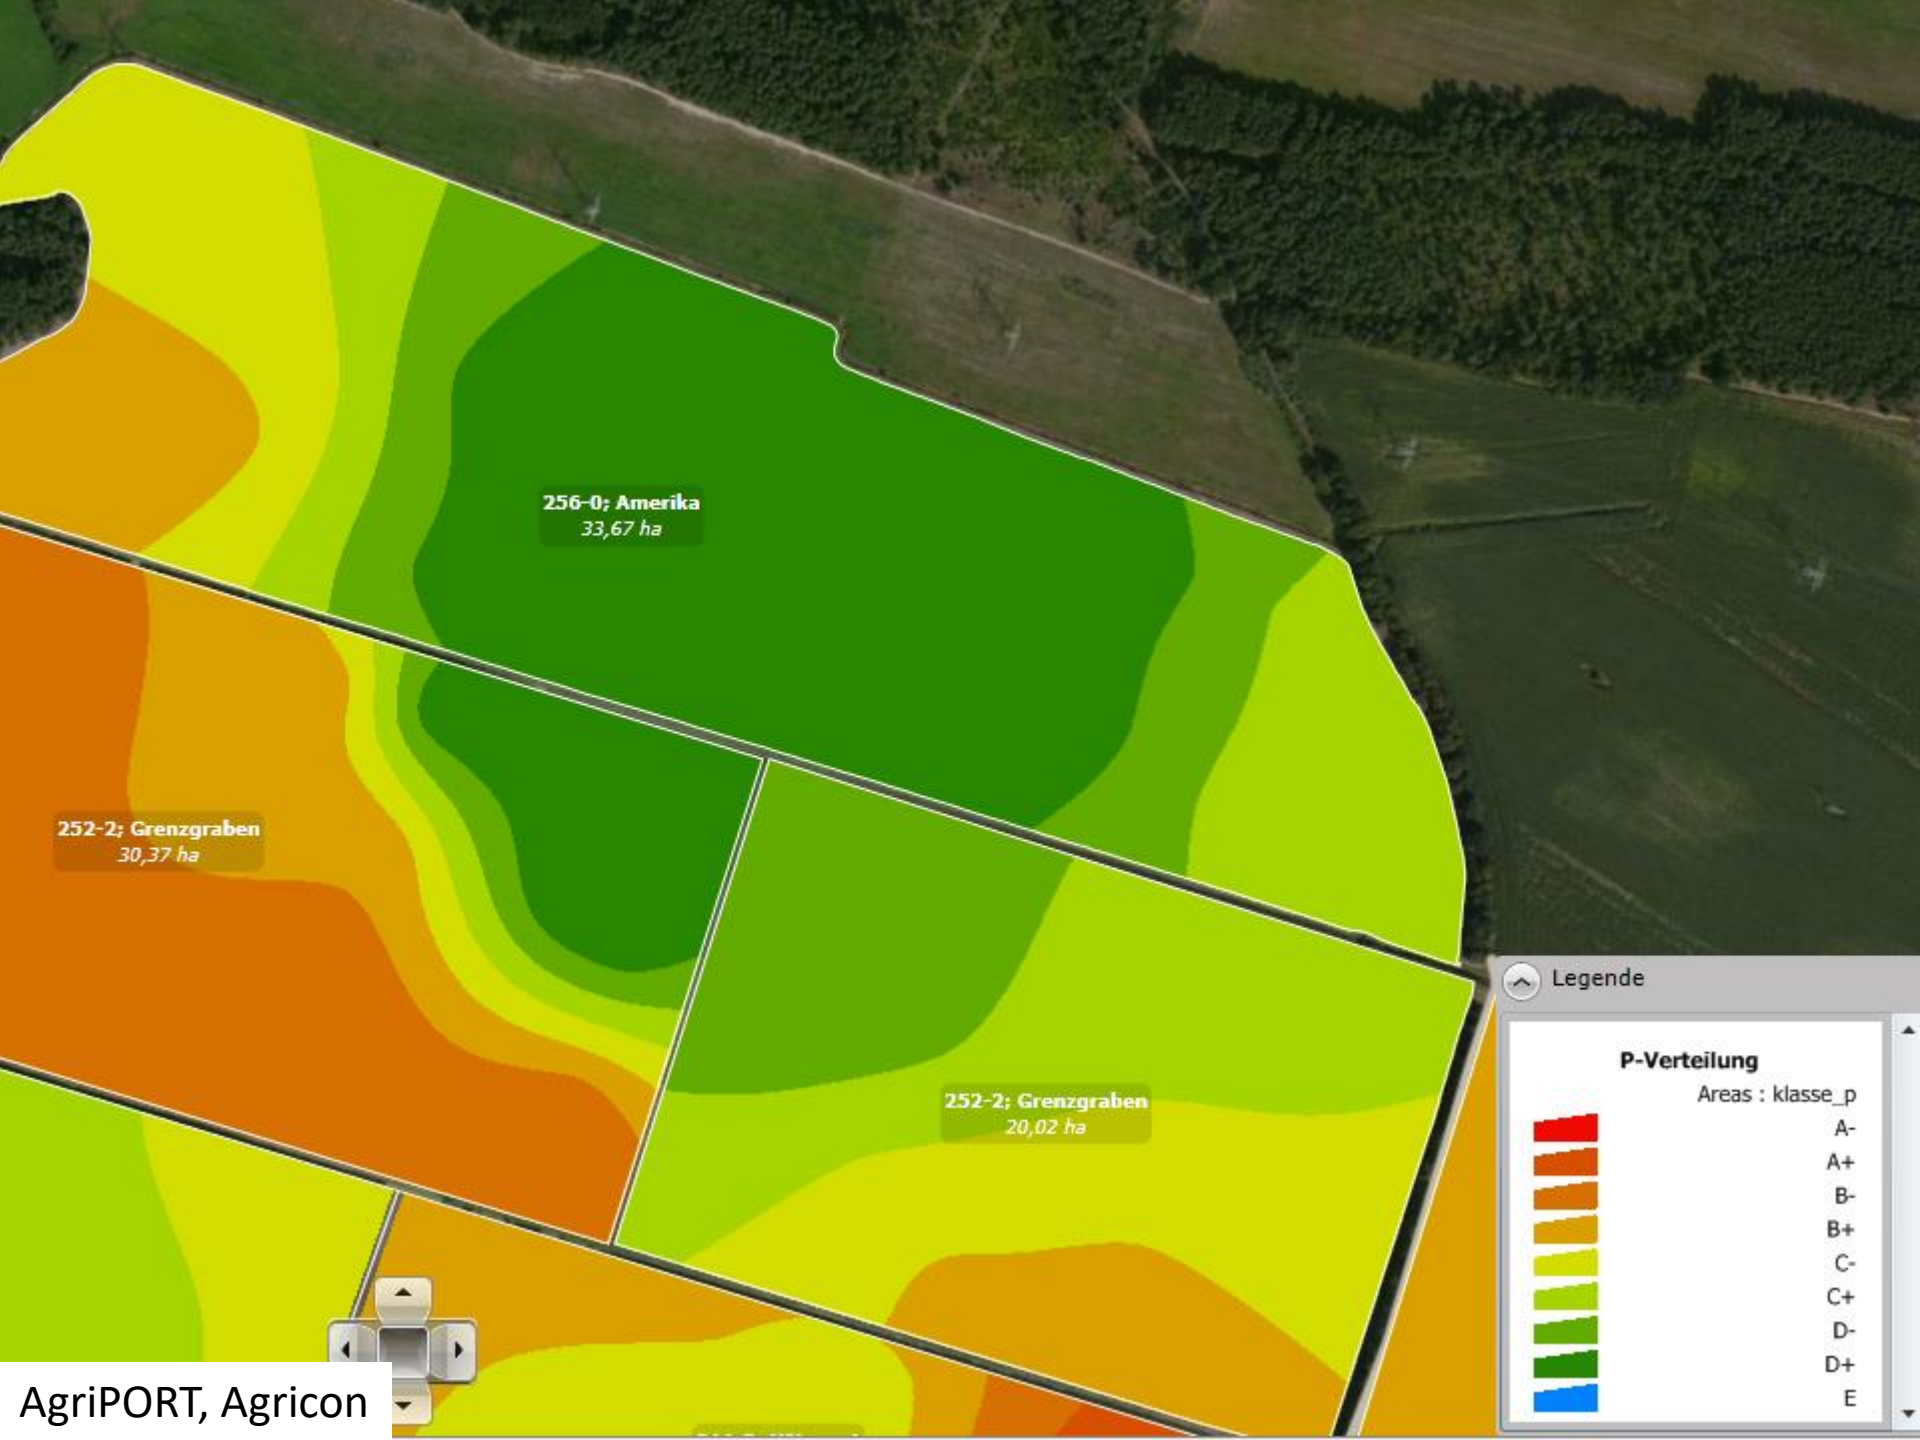 256-0; Amerika
33,67 ha
252-2; Grenzgraben
30,37 ha
252-2; Grenzgraben
20,02 ha
Legende
P-Verteilung
Areas : klasse_p
A-
A+
B-
B+
C-
C+
D-
D+
E
AgriPORT, Agricon